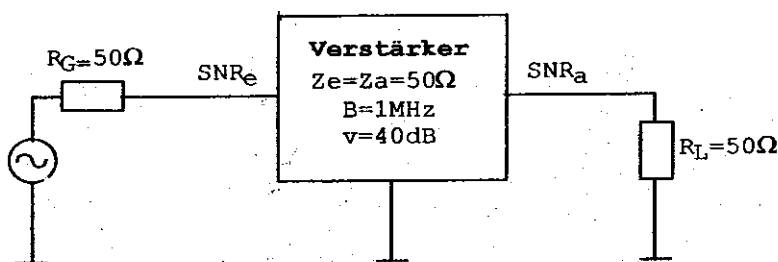 R_G=50Ω
SNR_e
Verstärker
Ze=Za=50Ω
B=1MHz
v=40dB
SNR_a
R_L=50Ω